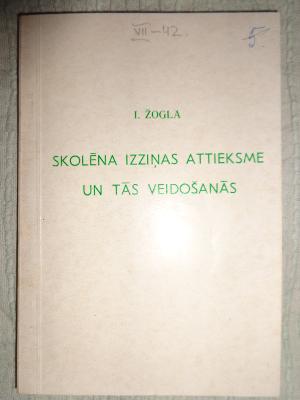 VII-42.
5.
I. ŽOGLA
SKOLĒNA IZZIŅAS ATTIEKSME
UN TĀS VEIDOŠANĀS